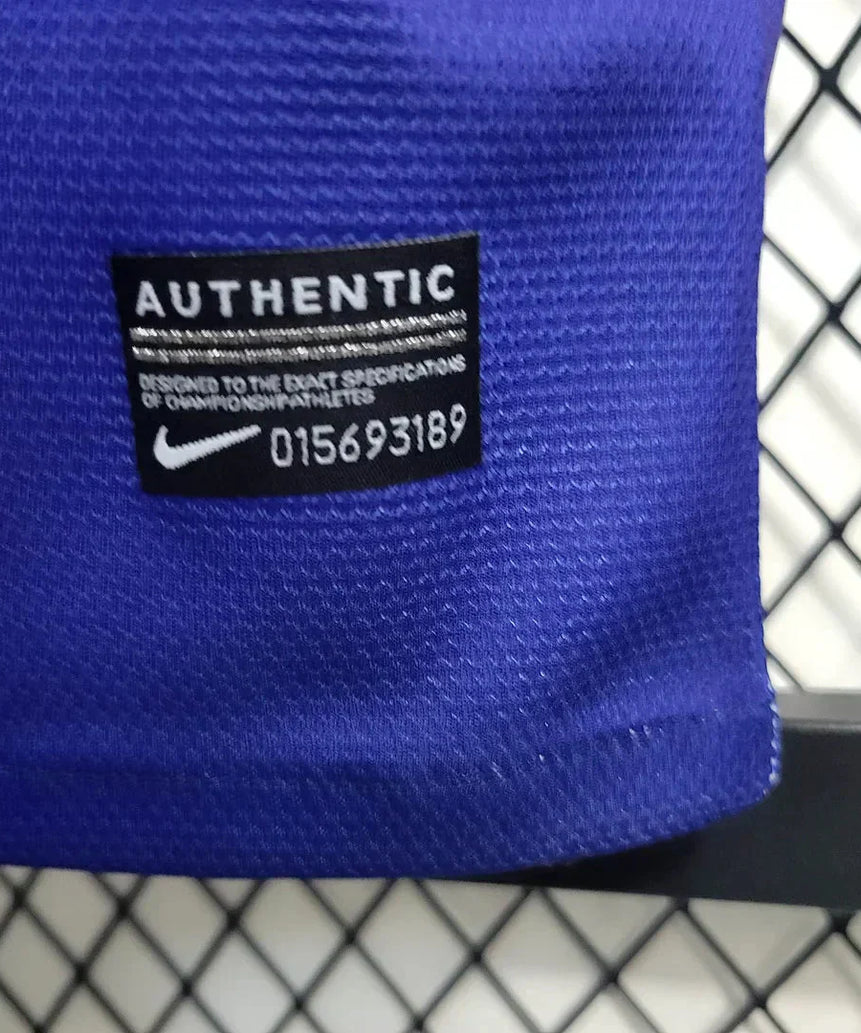 AUTHENTIC
DESIGNED TO THE EXACT SPECIFICATIONS
OF CHAMPIONSHIP ATHLETES
015693189